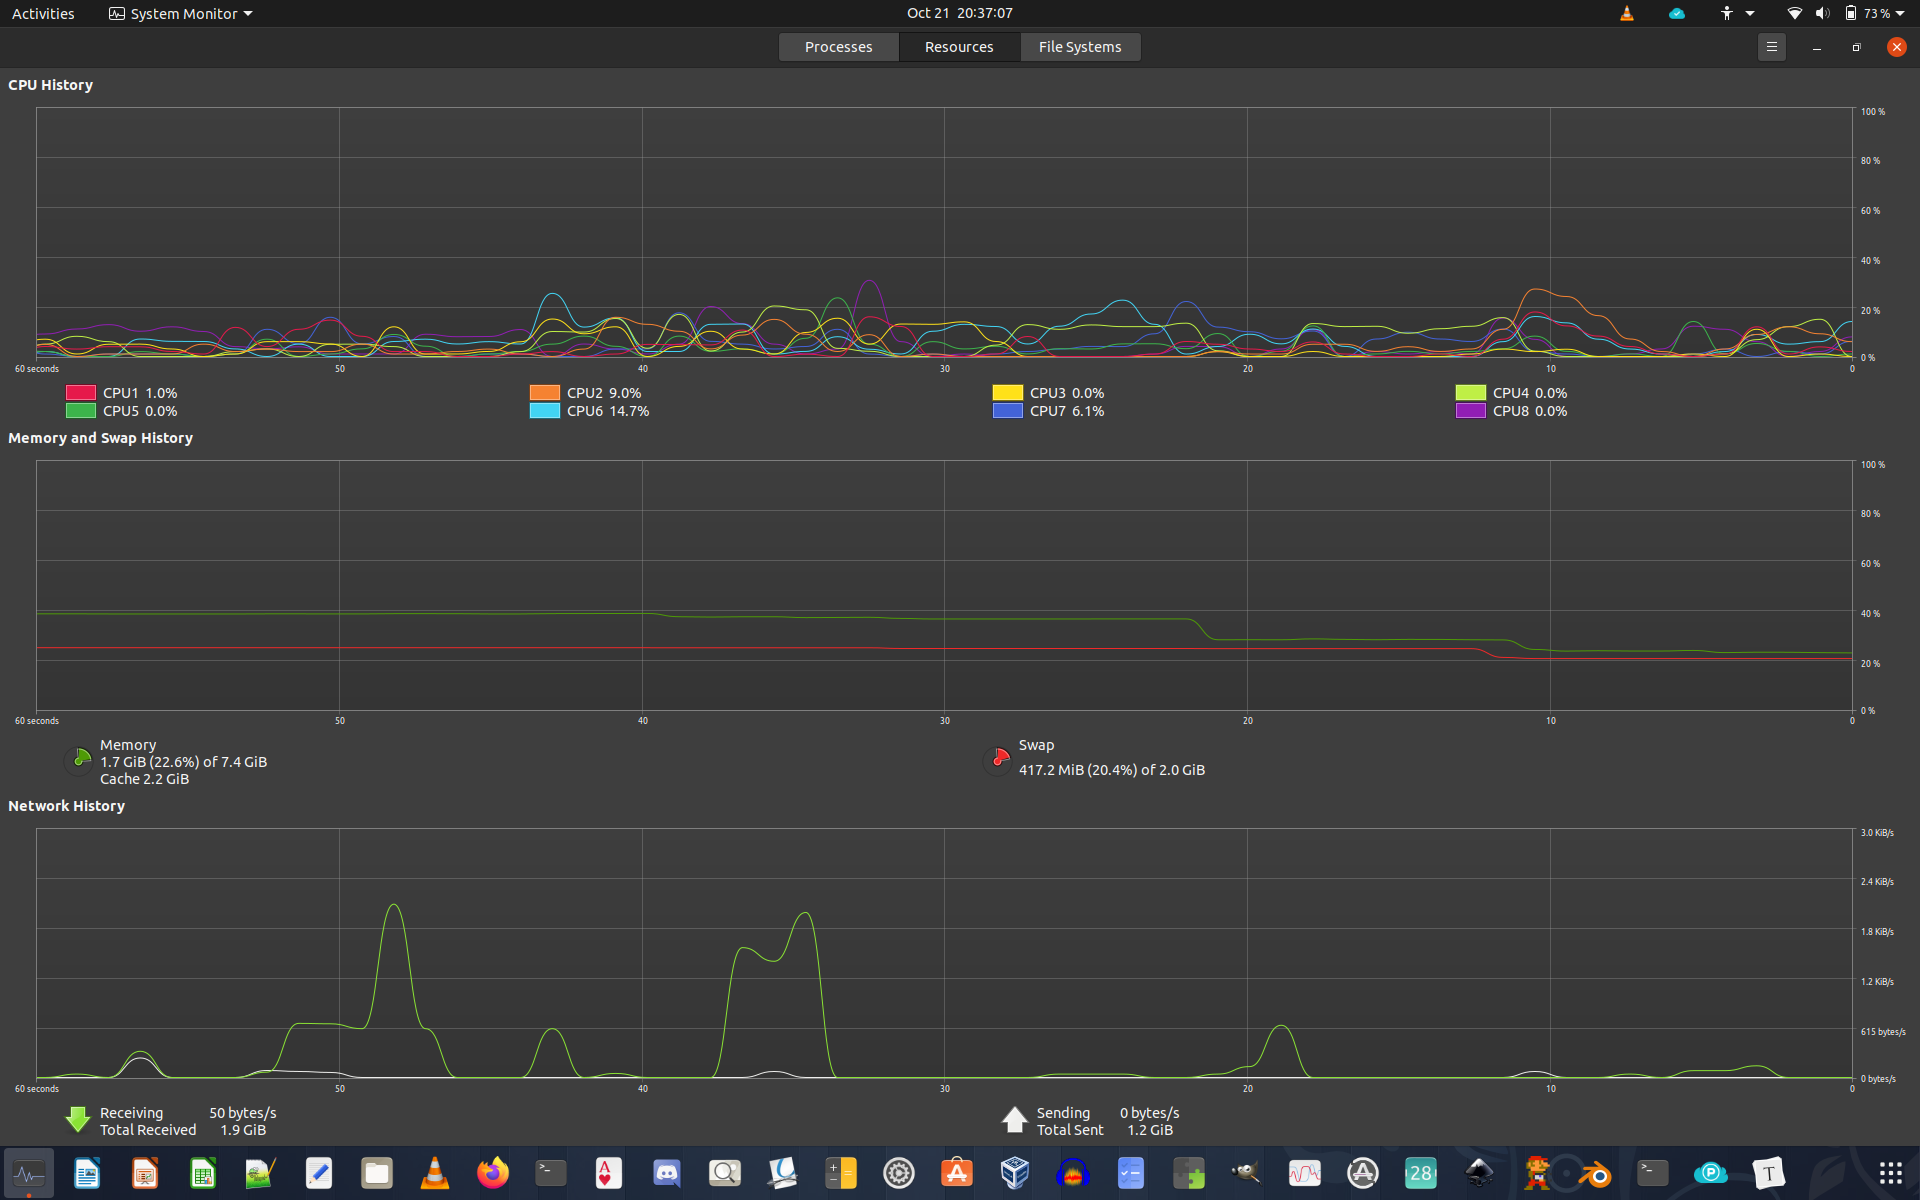 Activities System Monitor Oct 21 20:37:07 73 %
Processes Resources File Systems
CPU History
100 %
80 %
60 %
40 %
20 %
0 %
60 seconds 50 40 30 20 10 0
CPU1 1.0% CPU2 9.0% CPU3 0.0% CPU4 0.0%
CPU5 0.0% CPU6 14.7% CPU7 6.1% CPU8 0.0%
Memory and Swap History
100 %
80 %
60 %
40 %
20 %
0 %
60 seconds 50 40 30 20 10 0
Memory
1.7 GiB (22.6%) of 7.4 GiB
Cache 2.2 GiB
Swap
417.2 MiB (20.4%) of 2.0 GiB
Network History
3.0 KiB/s
2.4 KiB/s
1.8 KiB/s
1.2 KiB/s
615 bytes/s
0 bytes/s
60 seconds 50 40 30 20 10 0
Receiving 50 bytes/s
Total Received 1.9 GiB
Sending 0 bytes/s
Total Sent 1.2 GiB
A 28 P T